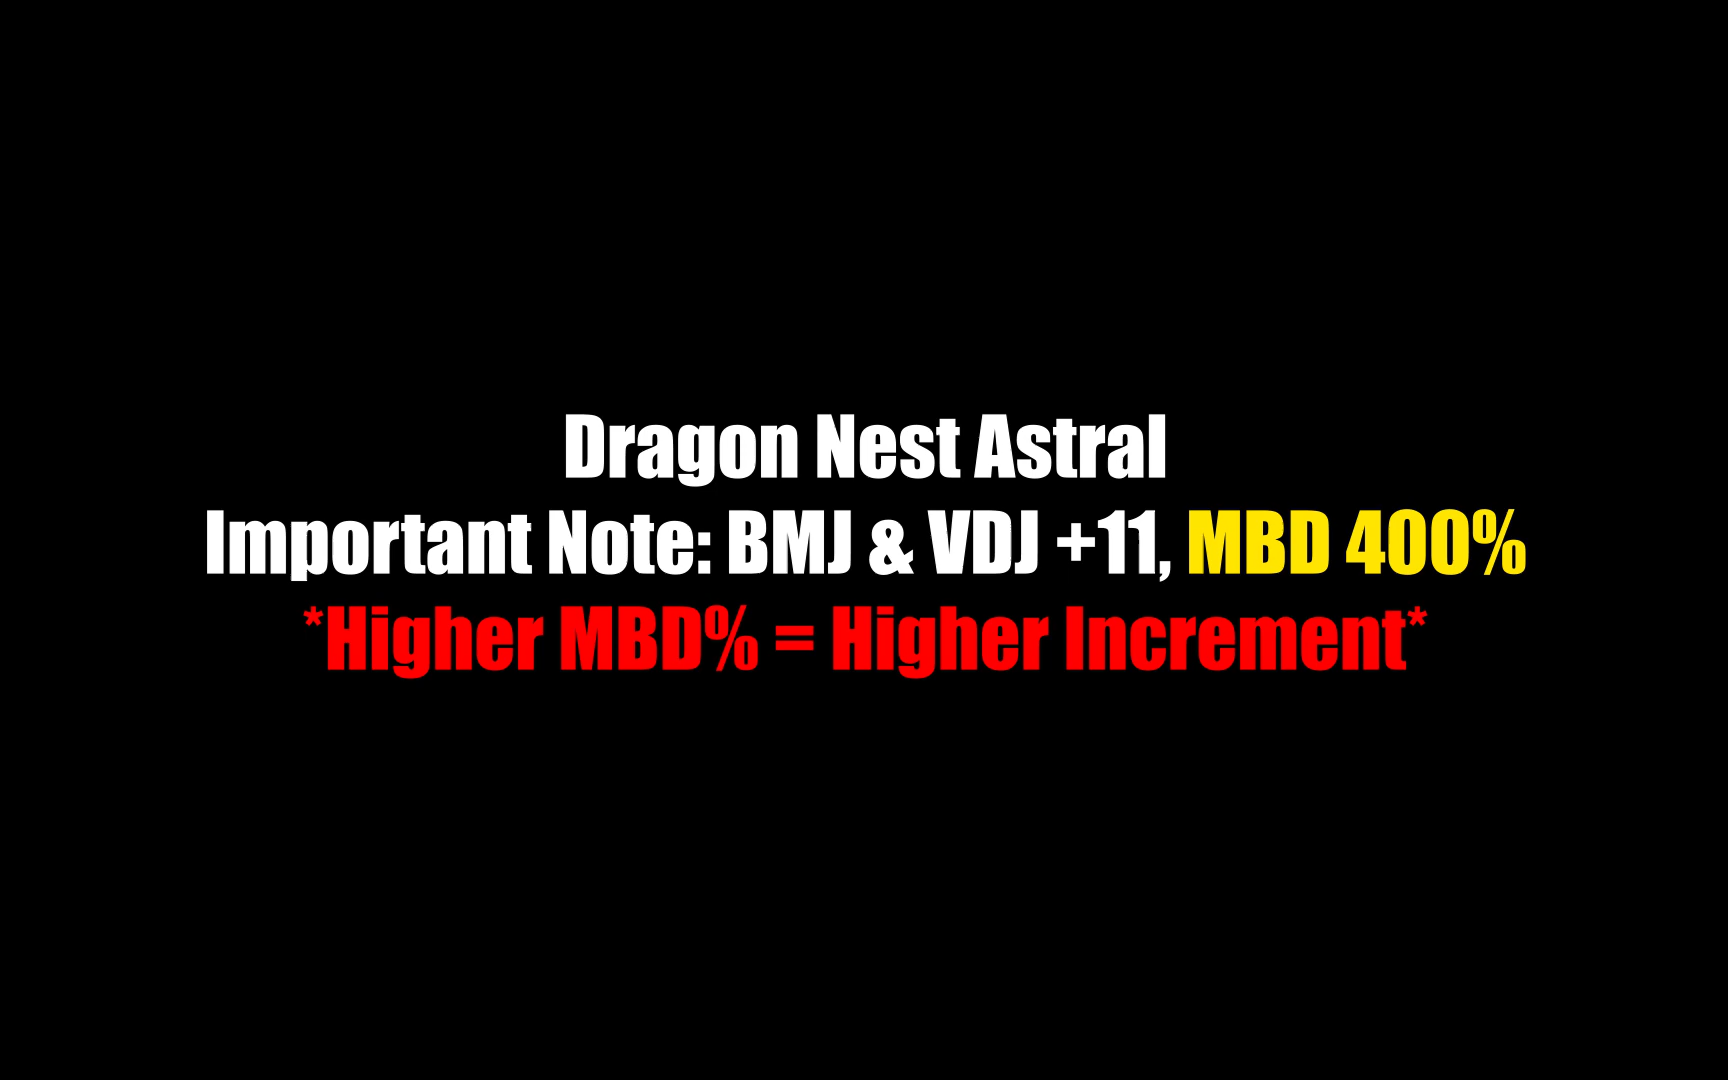 Dragon Nest Astral
Important Note: BMJ & VDJ +11, MBD 400%
*Higher MBD% = Higher Increment*